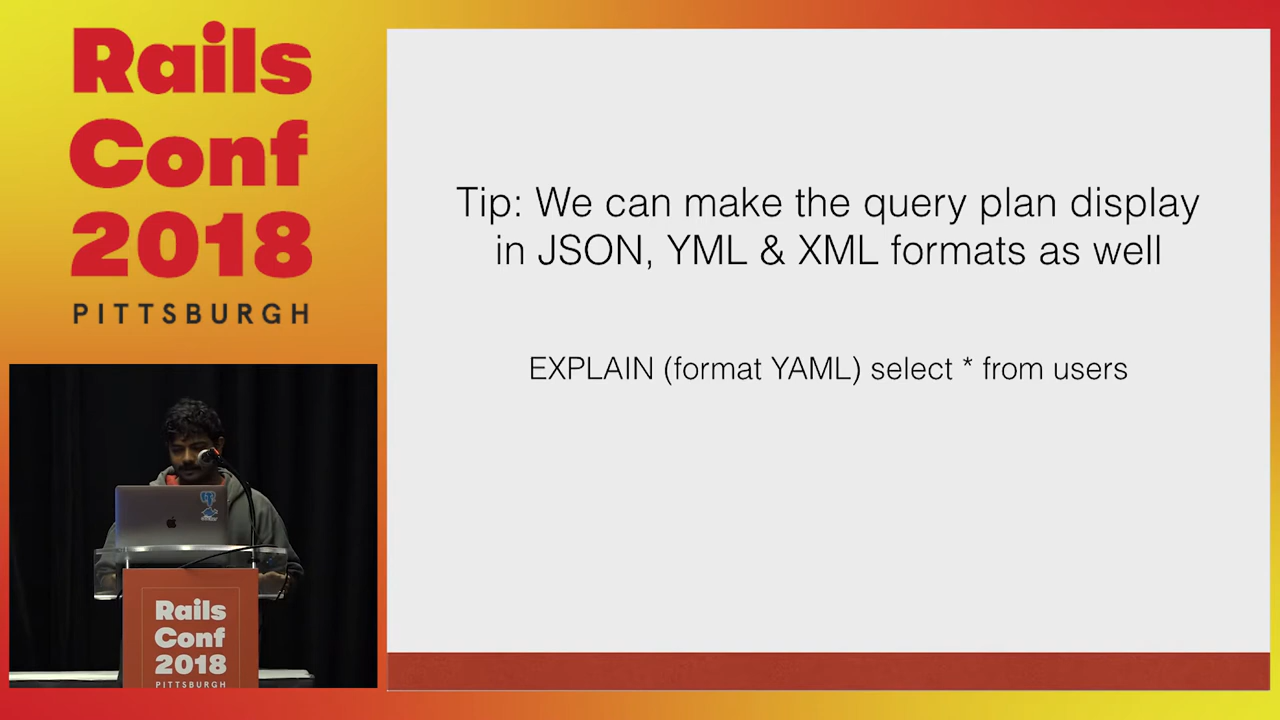 Rails
Conf
2018
PITTSBURGH
Tip: We can make the query plan display
in JSON, YML & XML formats as well
EXPLAIN (format YAML) select * from users
Rails
Conf
2018
PITTSBURGH